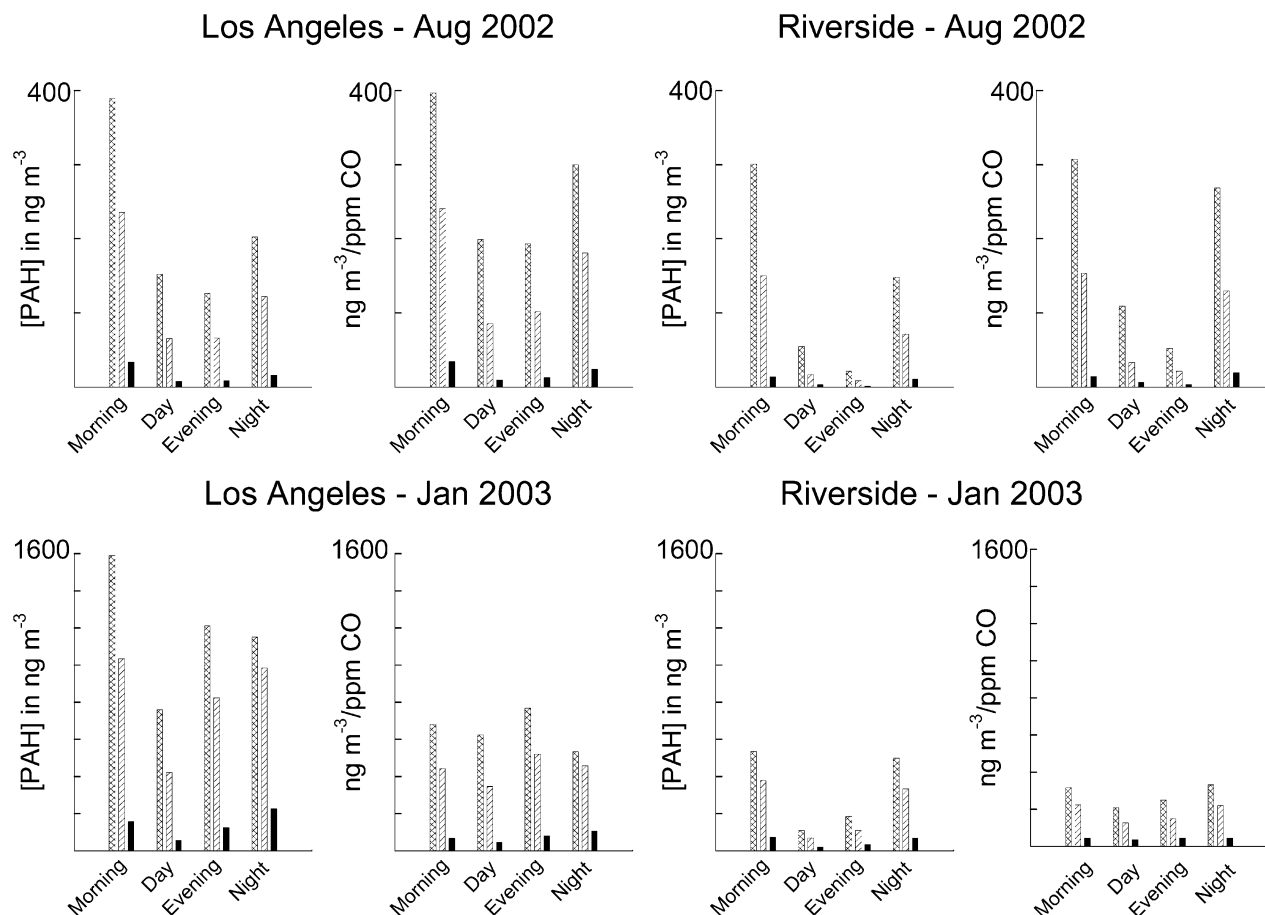 Los Angeles - Aug 2002
400
[PAH] in ng m⁻³
Morning
Day
Evening
Night
400
ng m⁻³/ppm CO
Morning
Day
Evening
Night
Riverside - Aug 2002
400
[PAH] in ng m⁻³
Morning
Day
Evening
Night
400
ng m⁻³/ppm CO
Morning
Day
Evening
Night
Los Angeles - Jan 2003
1600
[PAH] in ng m⁻³
Morning
Day
Evening
Night
1600
ng m⁻³/ppm CO
Morning
Day
Evening
Night
Riverside - Jan 2003
1600
[PAH] in ng m⁻³
Morning
Day
Evening
Night
1600
ng m⁻³/ppm CO
Morning
Day
Evening
Night